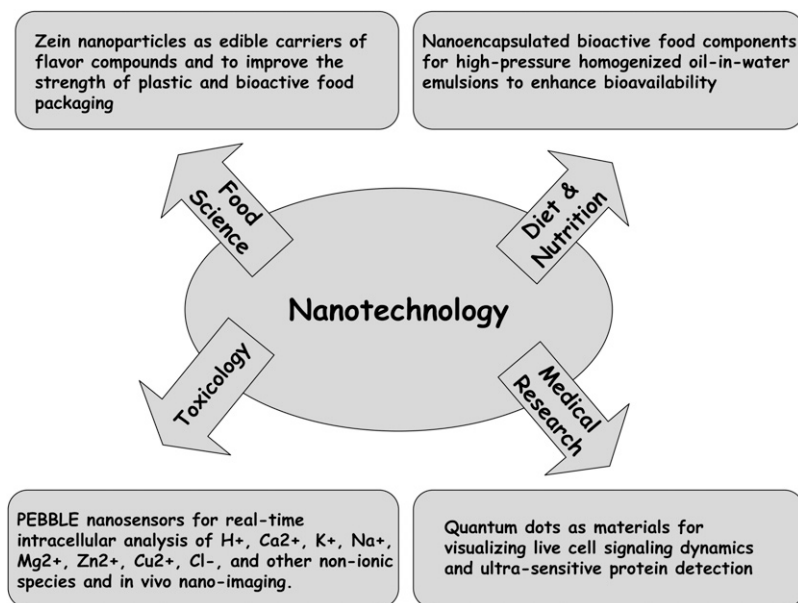 Zein nanoparticles as edible carriers of
flavor compounds and to improve the
strength of plastic and bioactive food
packaging
Nanoencapsulated bioactive food components
for high-pressure homogenized oil-in-water
emulsions to enhance bioavailability
Food
Science
Diet &
Nutrition
Nanotechnology
Toxicology
Medical
Research
PEBBLE nanosensors for real-time
intracellular analysis of H+, Ca2+, K+, Na+,
Mg2+, Zn2+, Cu2+, Cl-, and other non-ionic
species and in vivo nano-imaging.
Quantum dots as materials for
visualizing live cell signaling dynamics
and ultra-sensitive protein detection